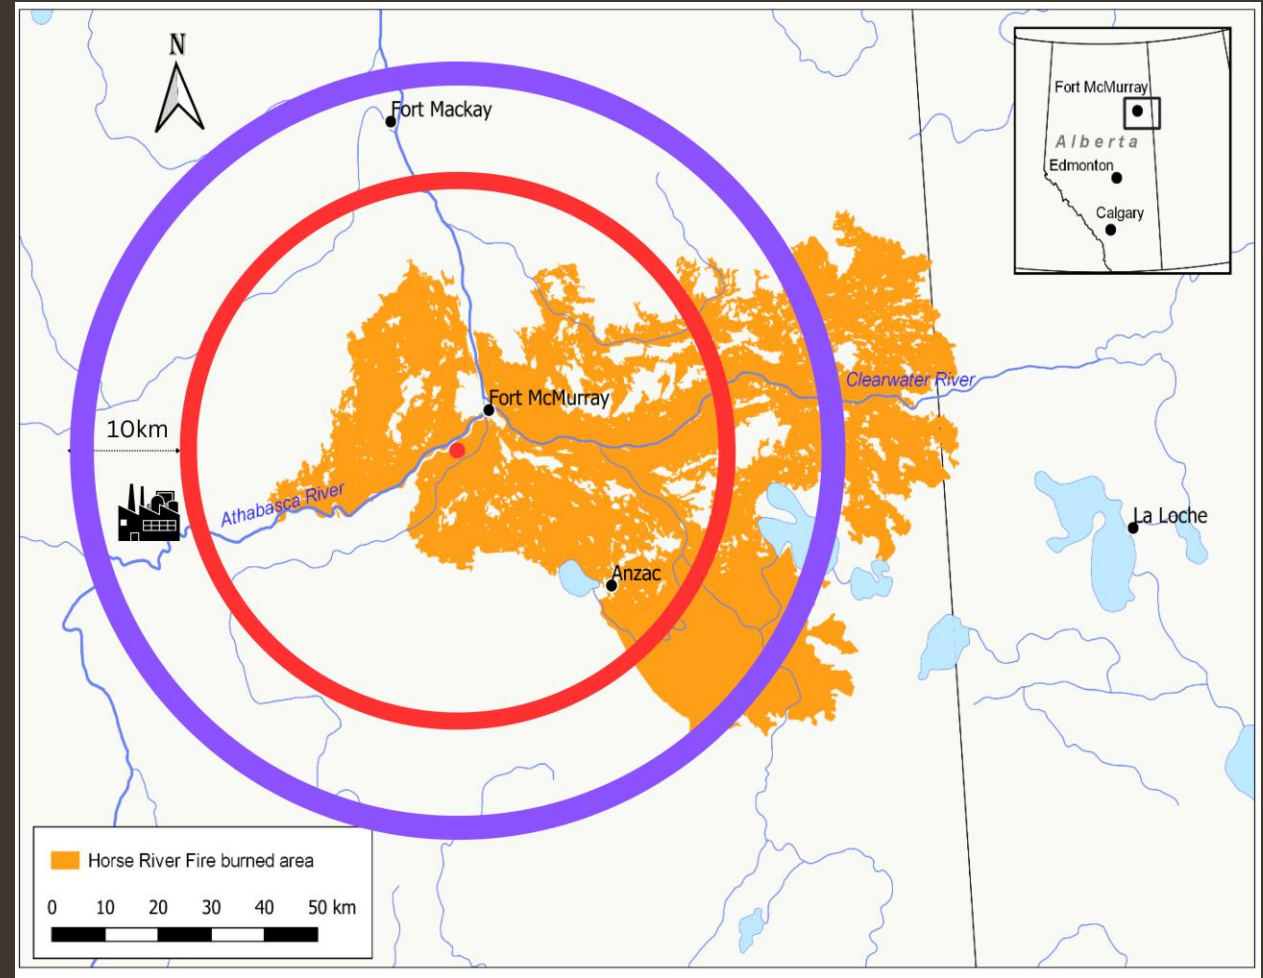 N
Fort Mackay
Fort McMurray
Alberta
Edmonton
Calgary
Clearwater River
Fort McMurray
10km
Athabasca River
La Loche
Anzac
Horse River Fire burned area
0 10 20 30 40 50 km